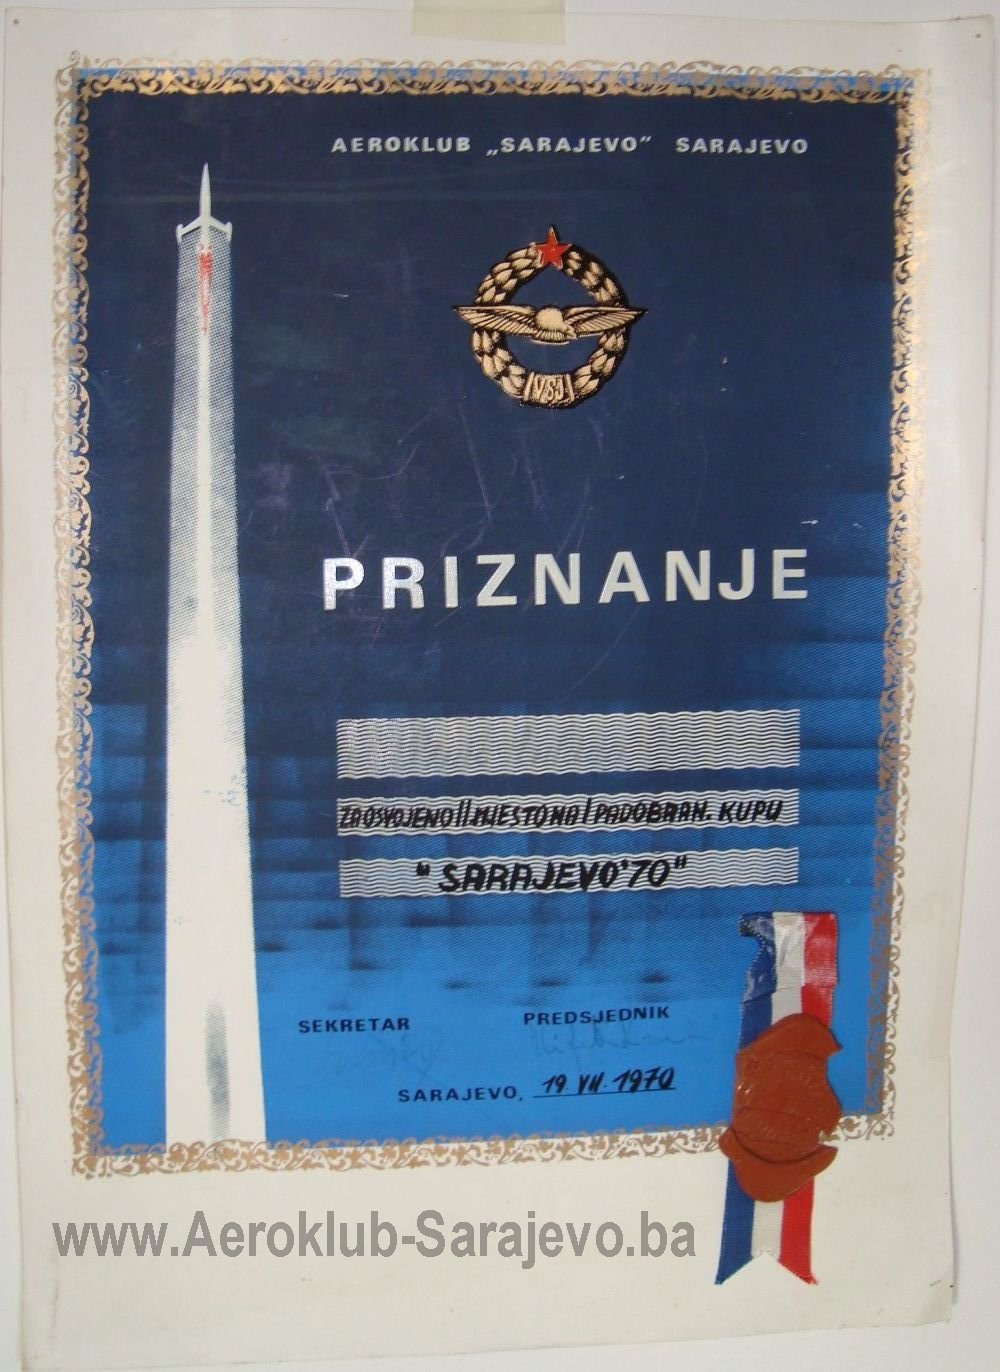 AEROKLUB „SARAJEVO" SARAJEVO
VSJ
PRIZNANJE
ZA OSVOJENO II MJESTO NA I PADOBRAN. KUPU
"SARAJEVO '70"
SEKRETAR PREDSJEDNIK
SARAJEVO, 19. VII. 1970
www.Aeroklub-Sarajevo.ba